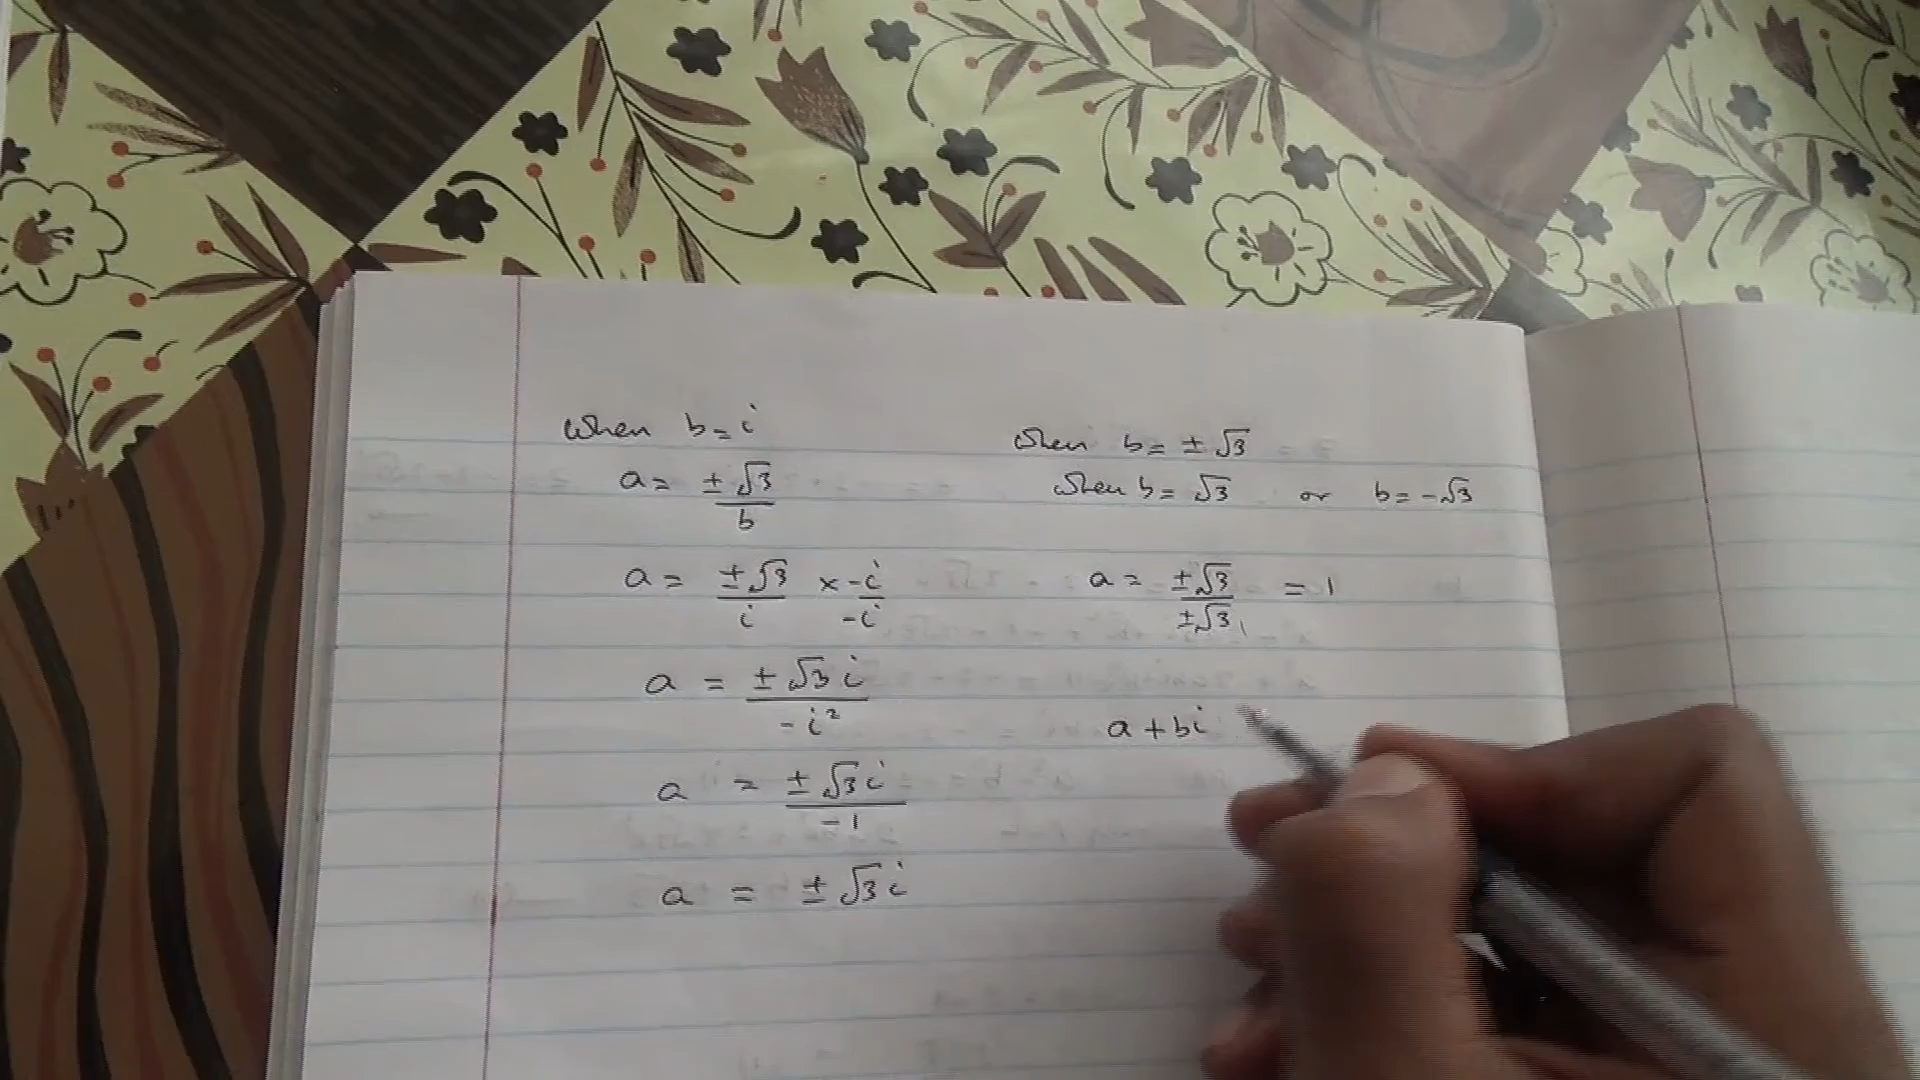 When b = i
a = ± √3 / b
a = ± √3 / i × -i / -i
a = ± √3 i / - i²
a = ± √3 i / - 1
a = ± √3 i
When b = ± √3
When b = √3 or b = - √3
a = ± √3 / ± √3 = 1
a + bi